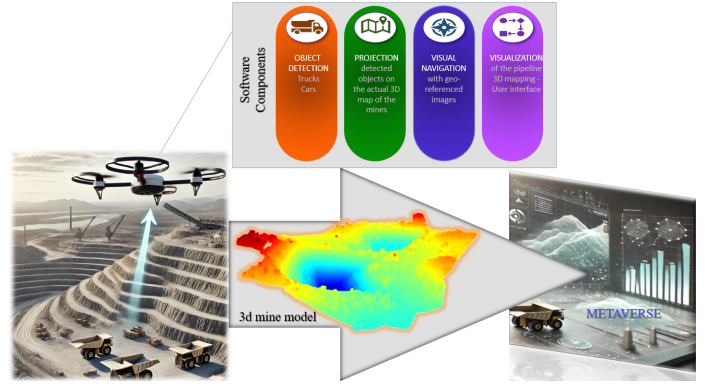 Software
Components
OBJECT
DETECTION
Trucks
Cars
PROJECTION
detected
objects on
the actual 3D
map of the
mines
VISUAL
NAVIGATION
with geo-
referenced
images
VISUALIZATION
of the pipeline
3D mapping -
User interface
3d mine model
METAVERSE